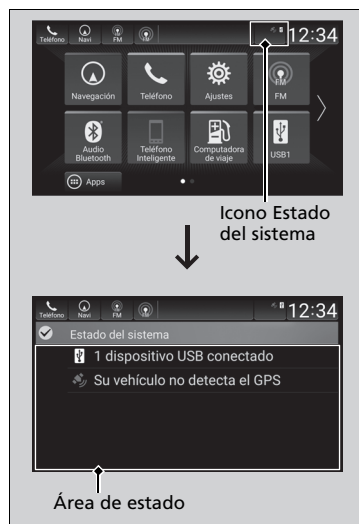 Teléfono Navi FM 12:34
Navegación Teléfono Ajustes FM
Audio Bluetooth
Teléfono Inteligente
Computadora de viaje
USB1
Apps
Icono Estado
del sistema
Teléfono Navi FM 12:34
Estado del sistema
1 dispositivo USB conectado
Su vehículo no detecta el GPS
Área de estado